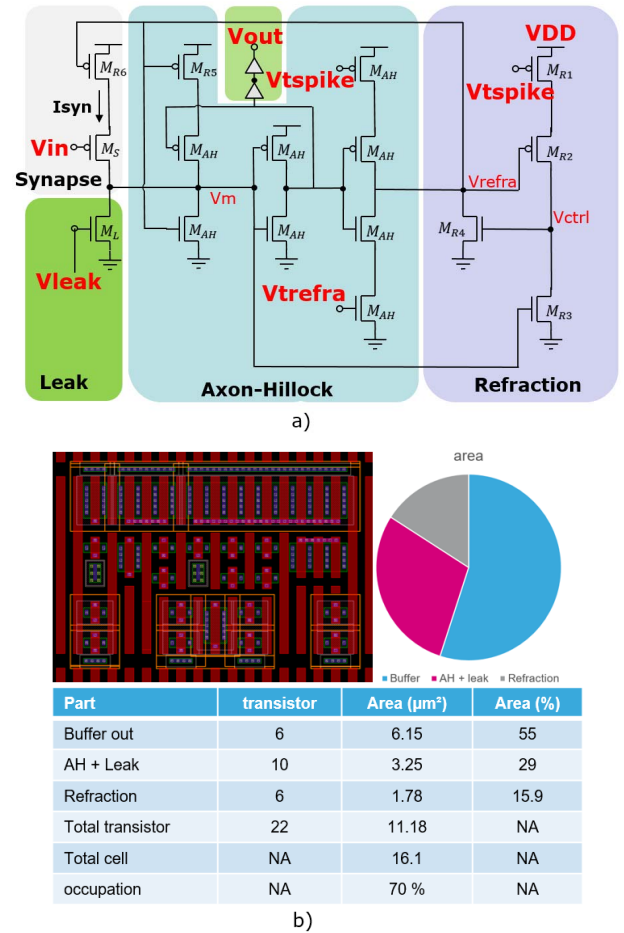 Vout
VDD
M_R6
M_R5
Vtspike
M_AH
Vtspike
M_R1
Isyn
Vin
M_S
M_AH
M_AH
M_AH
M_R2
Synapse
Vm
Vrefra
Vctrl
M_L
M_AH
M_AH
M_AH
M_R4
Vleak
Vtrefra
M_AH
M_R3
Leak
Axon-Hillock
Refraction
a)
area
Buffer AH + leak Refraction
Part transistor Area (µm²) Area (%)
Buffer out 6 6.15 55
AH + Leak 10 3.25 29
Refraction 6 1.78 15.9
Total transistor 22 11.18 NA
Total cell NA 16.1 NA
occupation NA 70 % NA
b)